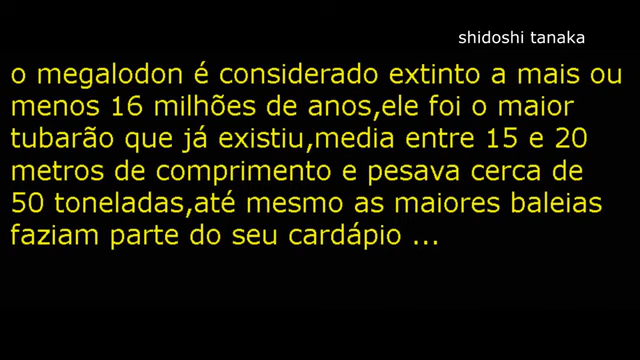 shidoshi tanaka
o megalodon é considerado extinto a mais ou
menos 16 milhões de anos,ele foi o maior
tubarão que já existiu,media entre 15 e 20
metros de comprimento e pesava cerca de
50 toneladas,até mesmo as maiores baleias
faziam parte do seu cardápio ...